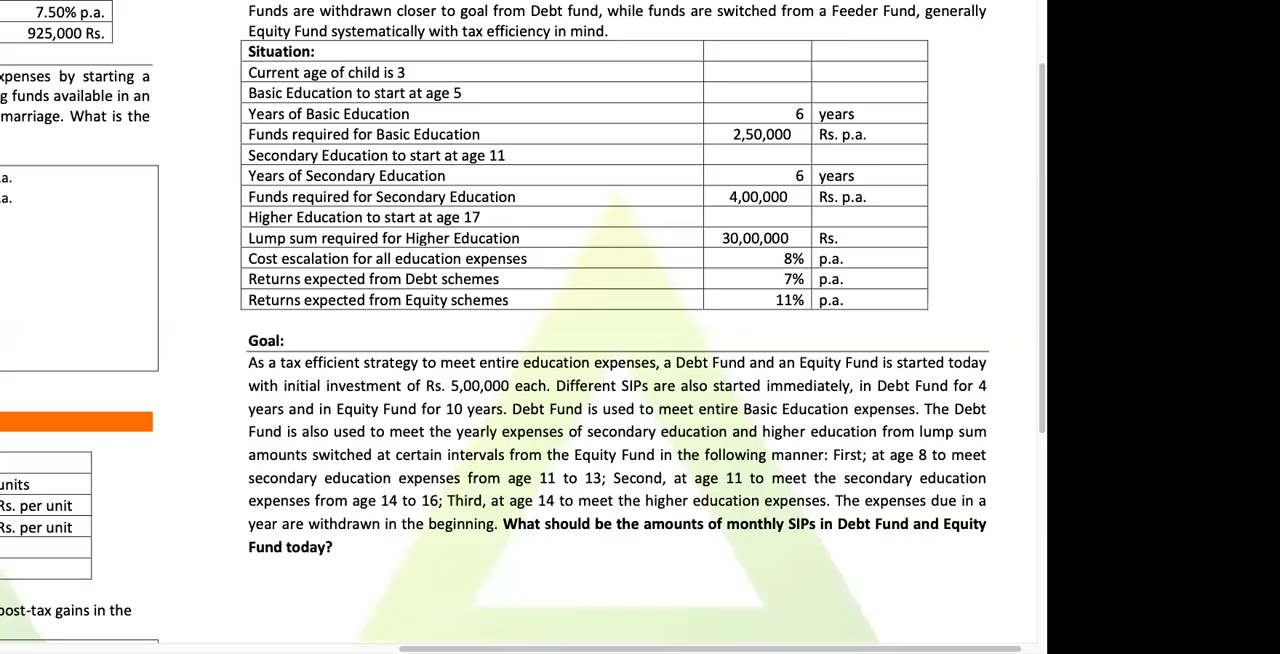 7.50% p.a.
925,000 Rs.
xpenses by starting a
g funds available in an
marriage. What is the
a.
a.
units
Rs. per unit
Rs. per unit
post-tax gains in the
Funds are withdrawn closer to goal from Debt fund, while funds are switched from a Feeder Fund, generally
Equity Fund systematically with tax efficiency in mind.
Situation:
Current age of child is 3
Basic Education to start at age 5
Years of Basic Education 6 years
Funds required for Basic Education 2,50,000 Rs. p.a.
Secondary Education to start at age 11
Years of Secondary Education 6 years
Funds required for Secondary Education 4,00,000 Rs. p.a.
Higher Education to start at age 17
Lump sum required for Higher Education 30,00,000 Rs.
Cost escalation for all education expenses 8% p.a.
Returns expected from Debt schemes 7% p.a.
Returns expected from Equity schemes 11% p.a.
Goal:
As a tax efficient strategy to meet entire education expenses, a Debt Fund and an Equity Fund is started today
with initial investment of Rs. 5,00,000 each. Different SIPs are also started immediately, in Debt Fund for 4
years and in Equity Fund for 10 years. Debt Fund is used to meet entire Basic Education expenses. The Debt
Fund is also used to meet the yearly expenses of secondary education and higher education from lump sum
amounts switched at certain intervals from the Equity Fund in the following manner: First; at age 8 to meet
secondary education expenses from age 11 to 13; Second, at age 11 to meet the secondary education
expenses from age 14 to 16; Third, at age 14 to meet the higher education expenses. The expenses due in a
year are withdrawn in the beginning. What should be the amounts of monthly SIPs in Debt Fund and Equity
Fund today?